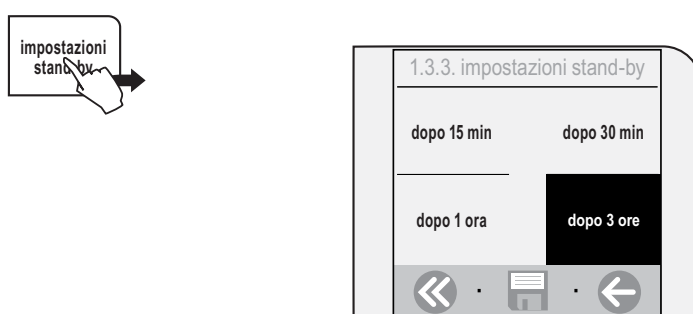 impostazioni
stand-by
1.3.3. impostazioni stand-by
dopo 15 min
dopo 30 min
dopo 1 ora
dopo 3 ore